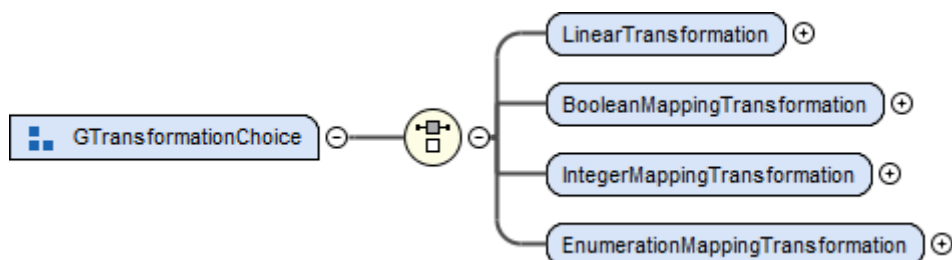 LinearTransformation
BooleanMappingTransformation
GTransformationChoice
IntegerMappingTransformation
EnumerationMappingTransformation